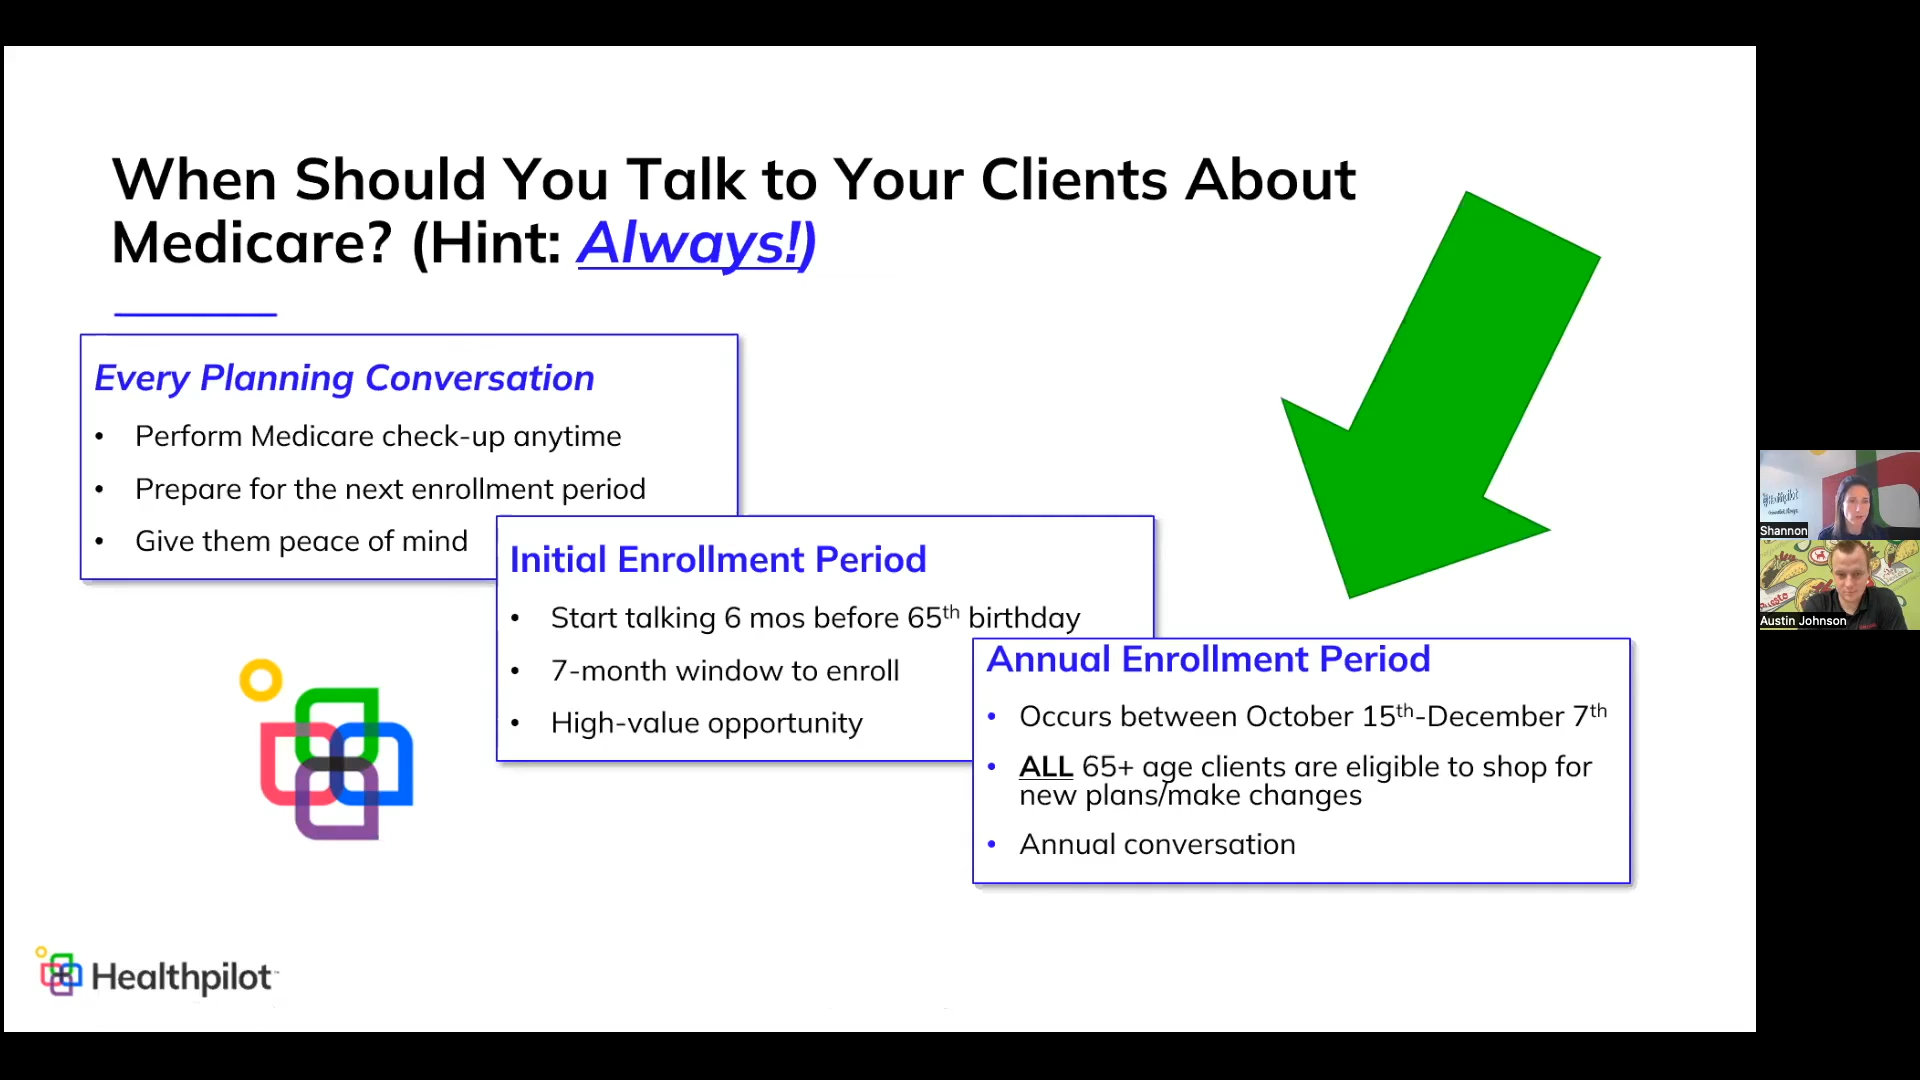 When Should You Talk to Your Clients About
Medicare? (Hint: Always!)
Every Planning Conversation
• Perform Medicare check-up anytime
• Prepare for the next enrollment period
• Give them peace of mind
Initial Enrollment Period
• Start talking 6 mos before 65th birthday
• 7-month window to enroll
• High-value opportunity
Annual Enrollment Period
• Occurs between October 15th-December 7th
• ALL 65+ age clients are eligible to shop for
new plans/make changes
• Annual conversation
Healthpilot
Shannon
Austin Johnson